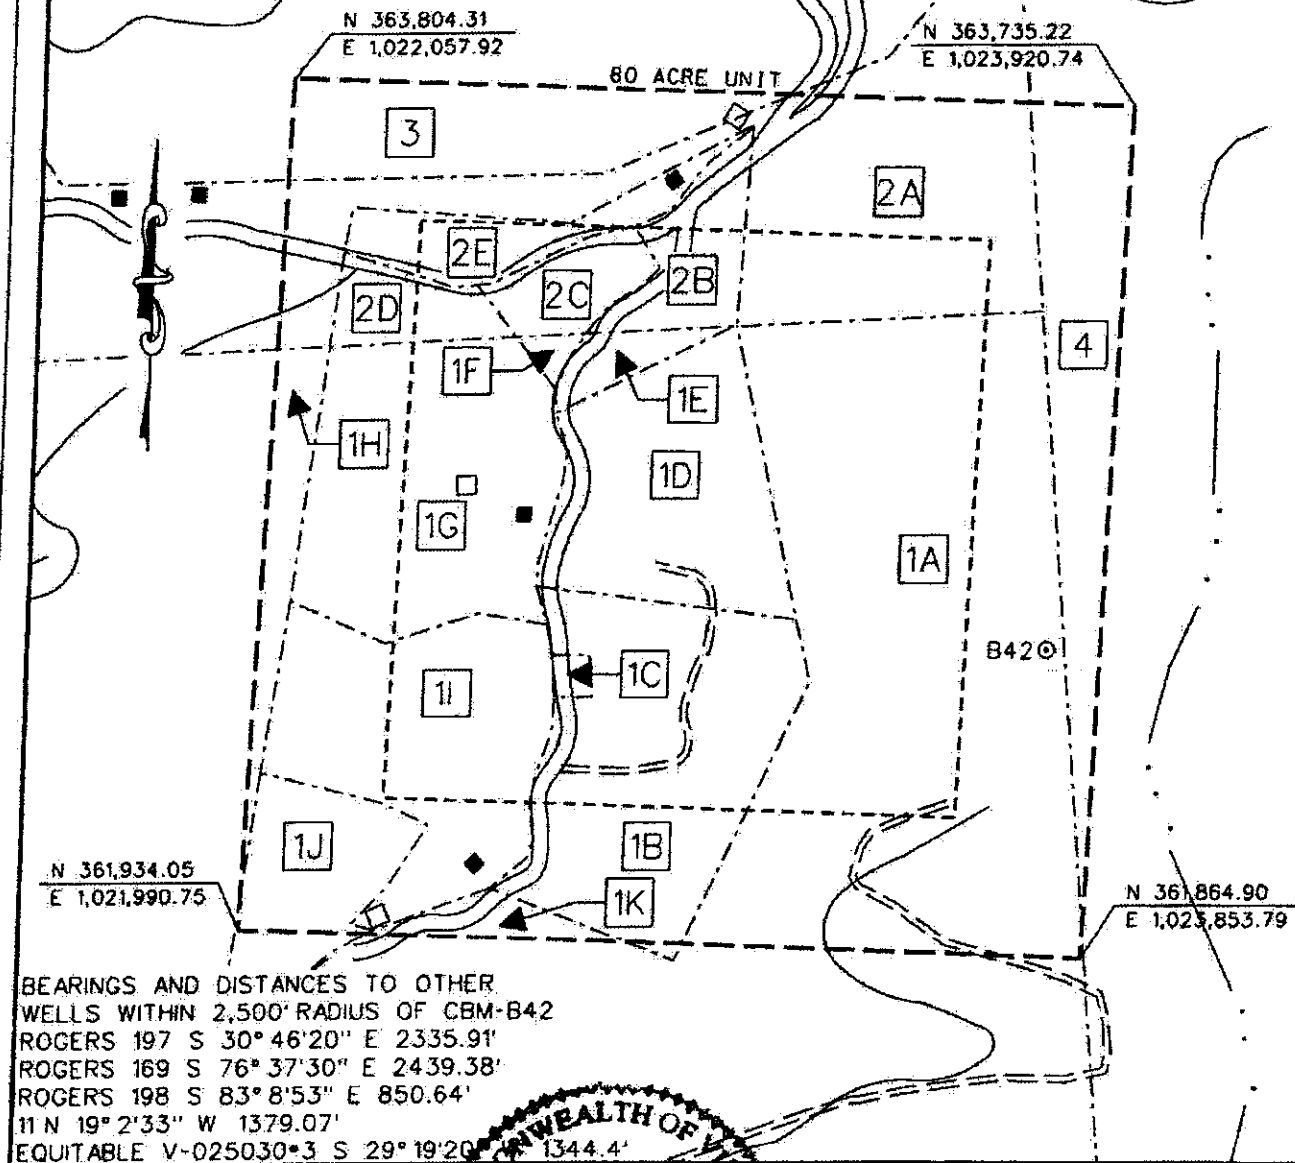 N 363,804.31
E 1,022,057.92
N 363,735.22
E 1,023,920.74
80 ACRE UNIT
3
2A
2E
2C
2B
2D
4
1F
1E
1H
1D
1G
1A
B42
1I
1C
1J
1B
1K
N 361,934.05
E 1,021,990.75
N 361,864.90
E 1,023,853.79
BEARINGS AND DISTANCES TO OTHER
WELLS WITHIN 2,500' RADIUS OF CBM-B42
ROGERS 197 S 30° 46'20" E 2335.91'
ROGERS 169 S 76° 37'30" E 2439.38'
ROGERS 198 S 83° 8'53" E 850.64'
11 N 19° 2'33" W 1379.07'
EQUITABLE V-025030•3 S 29° 19'20 1344.4'
WEALTH OF